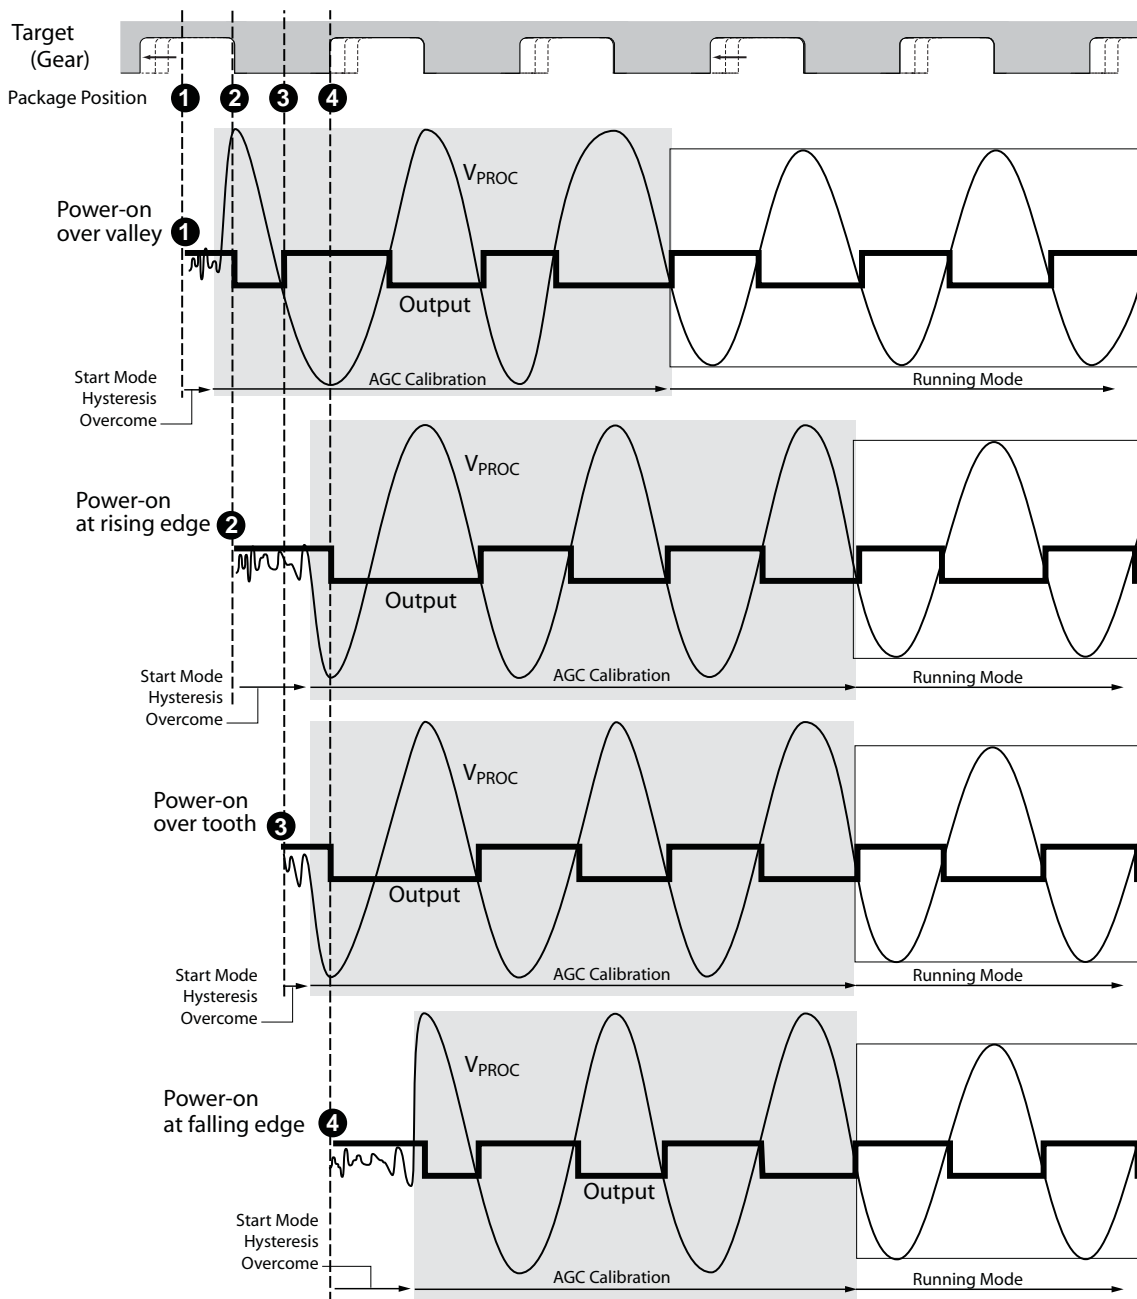 Target
(Gear)
Package Position
1 2 3 4
VPROC
Power-on
over valley 1
Output
Start Mode
Hysteresis
Overcome
AGC Calibration
Running Mode
VPROC
Power-on
at rising edge 2
Output
Start Mode
Hysteresis
Overcome
AGC Calibration
Running Mode
VPROC
Power-on
over tooth 3
Output
Start Mode
Hysteresis
Overcome
AGC Calibration
Running Mode
VPROC
Power-on
at falling edge 4
Output
Start Mode
Hysteresis
Overcome
AGC Calibration
Running Mode